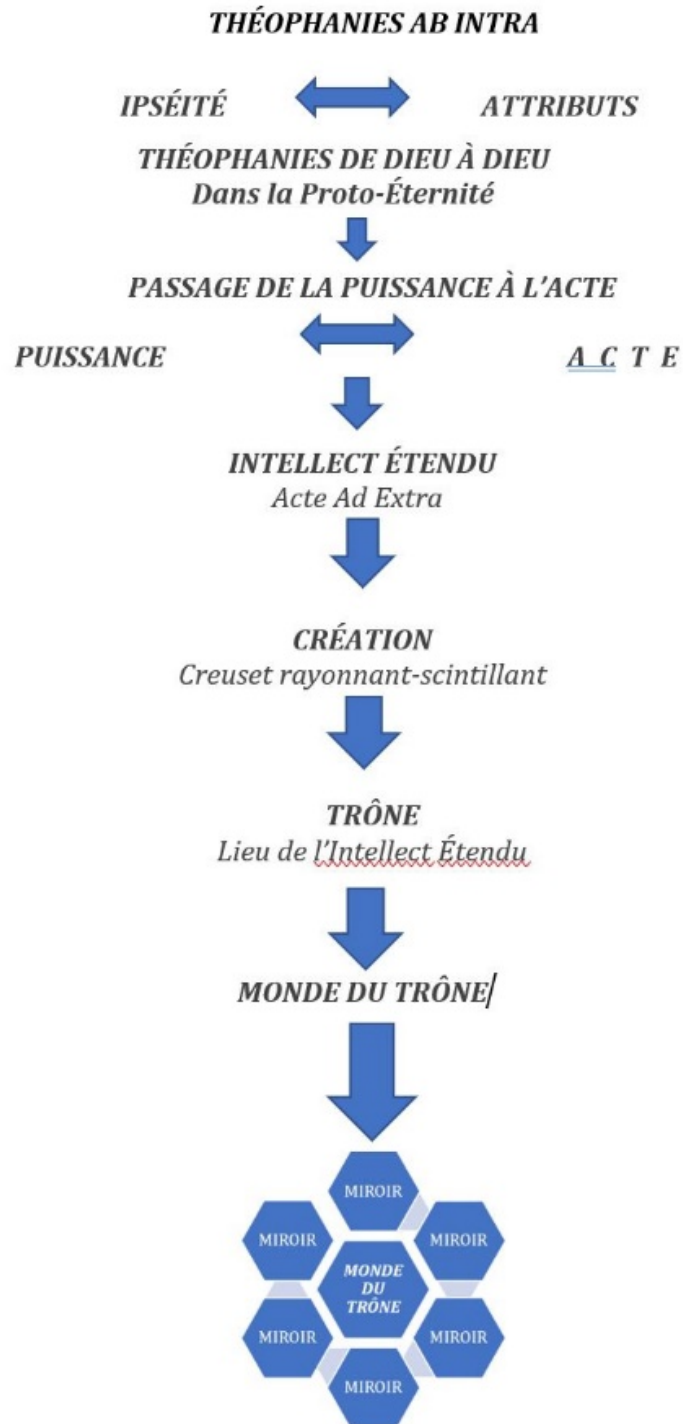 THÉOPHANIES AB INTRA
IPSÉITÉ ATTRIBUTS
THÉOPHANIES DE DIEU À DIEU
Dans la Proto-Éternité
PASSAGE DE LA PUISSANCE À L'ACTE
PUISSANCE A C T E
INTELLECT ÉTENDU
Acte Ad Extra
CRÉATION
Creuset rayonnant-scintillant
TRÔNE
Lieu de l'Intellect Étendu
MONDE DU TRÔNE
MIROIR
MIROIR MIROIR
MONDE
DU
TRÔNE
MIROIR MIROIR
MIROIR